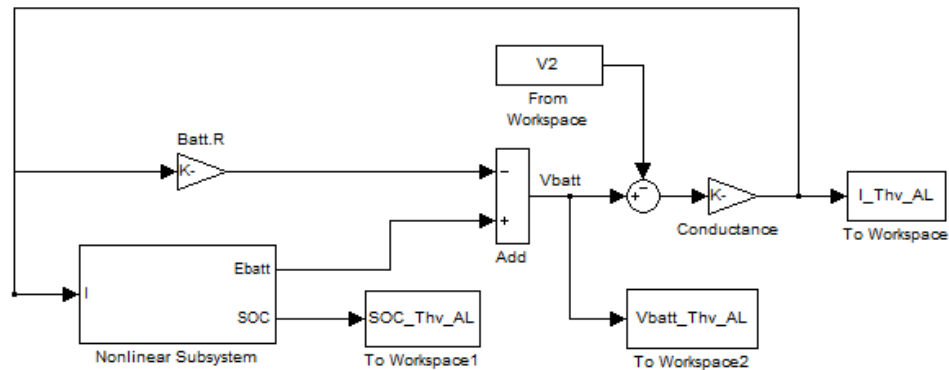 V2
From
Workspace
Batt.R
K-
−
+
Add
Vbatt
+
−
K-
Conductance
I_Thv_AL
To Workspace
I
Ebatt
SOC
Nonlinear Subsystem
SOC_Thv_AL
To Workspace1
Vbatt_Thv_AL
To Workspace2